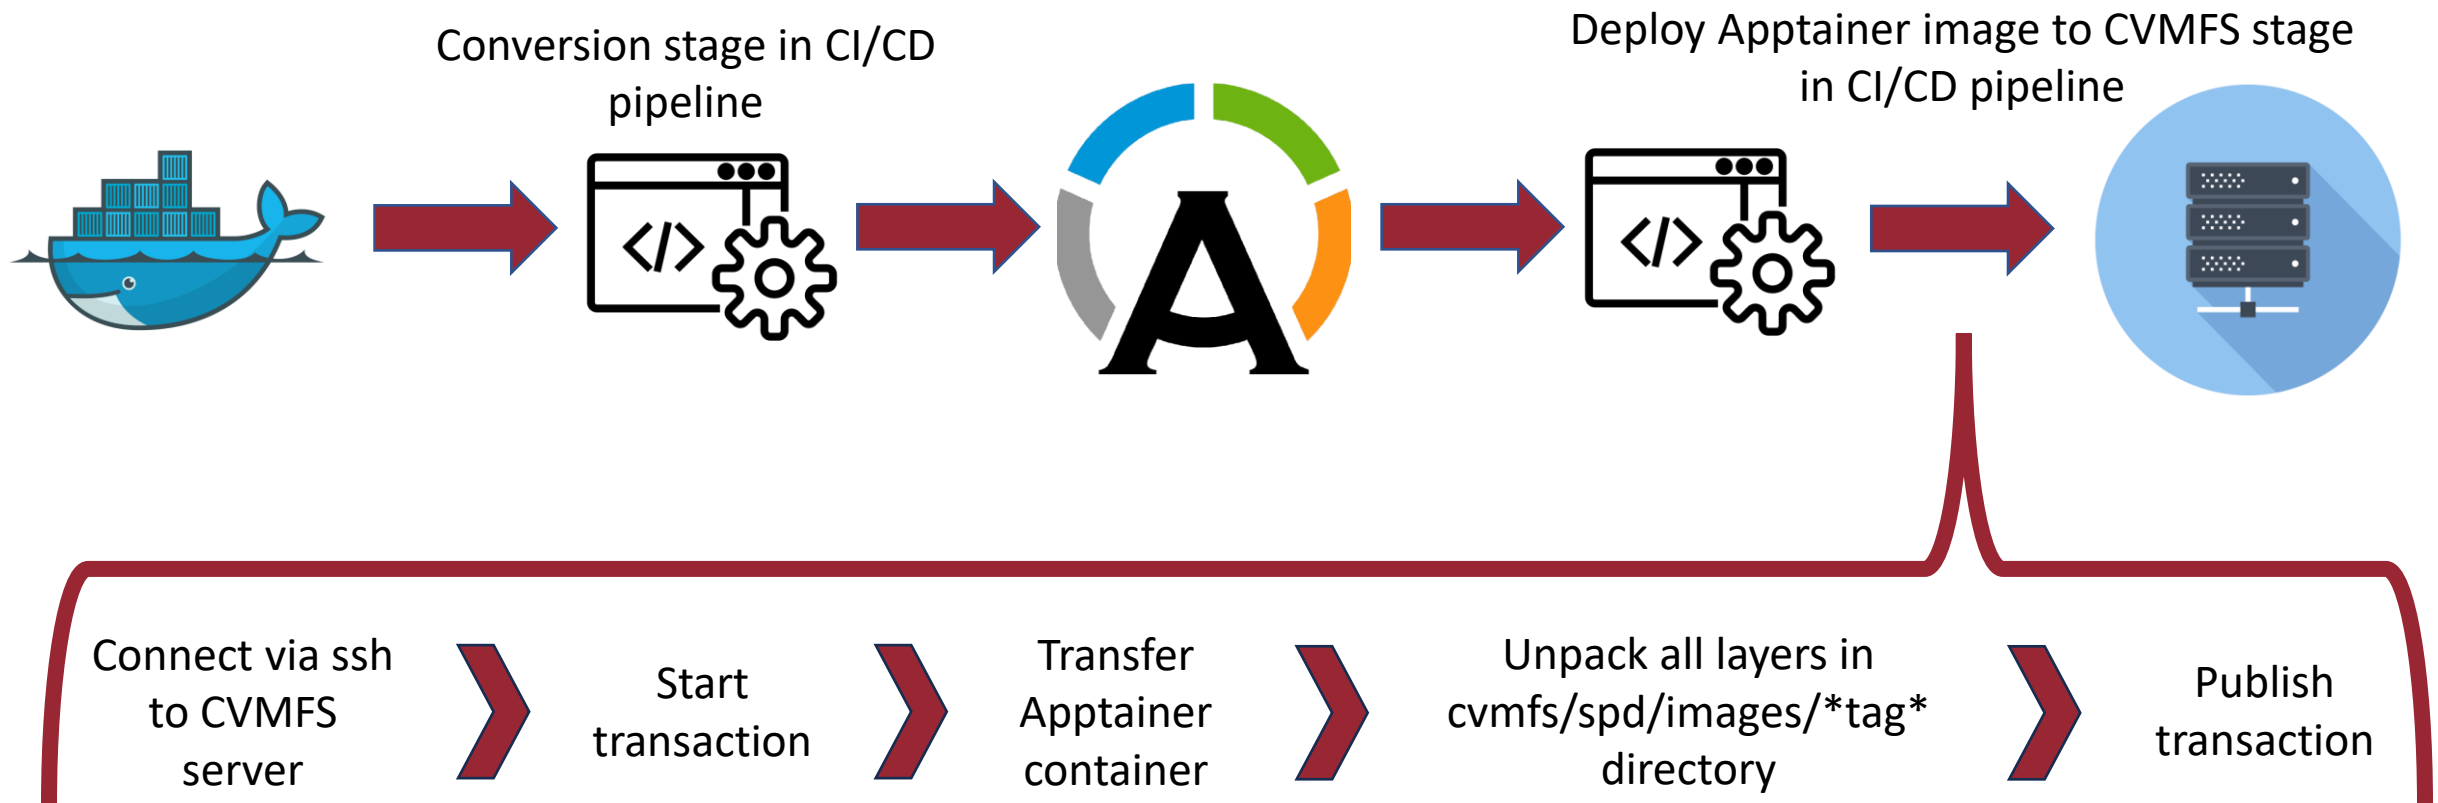 Conversion stage in CI/CD
pipeline
Deploy Apptainer image to CVMFS stage
in CI/CD pipeline
</>
A
</>
Connect via ssh
to CVMFS
server
Start
transaction
Transfer
Apptainer
container
Unpack all layers in
cvmfs/spd/images/*tag*
directory
Publish
transaction